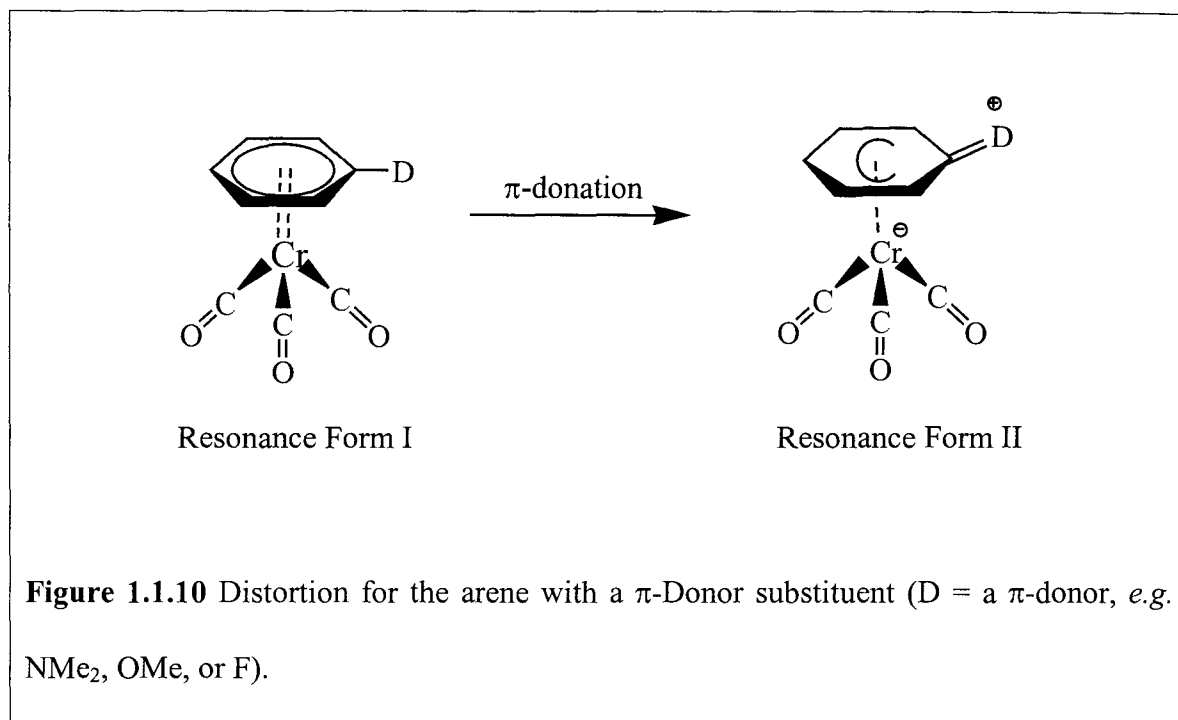 ⊕
D
D
π-donation
Cr
Cr
⊖
C
C
C
O
O
O
C
C
C
O
O
O
Resonance Form I
Resonance Form II
Figure 1.1.10 Distortion for the arene with a π-Donor substituent (D = a π-donor, e.g.
NMe₂, OMe, or F).